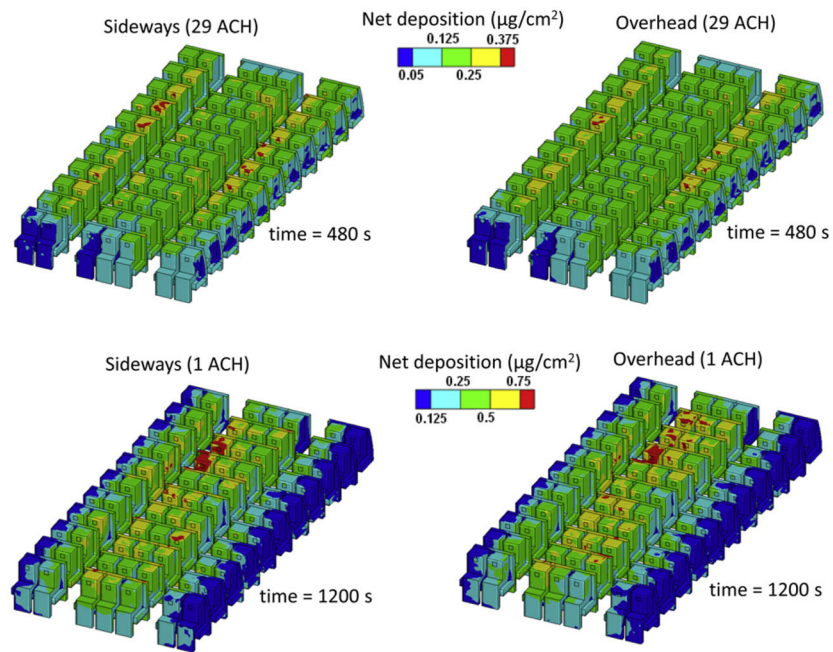 Sideways (29 ACH)
Net deposition (μg/cm²)
0.125 0.375
0.05 0.25
Overhead (29 ACH)
time = 480 s
time = 480 s
Sideways (1 ACH)
Net deposition (μg/cm²)
0.25 0.75
0.125 0.5
Overhead (1 ACH)
time = 1200 s
time = 1200 s